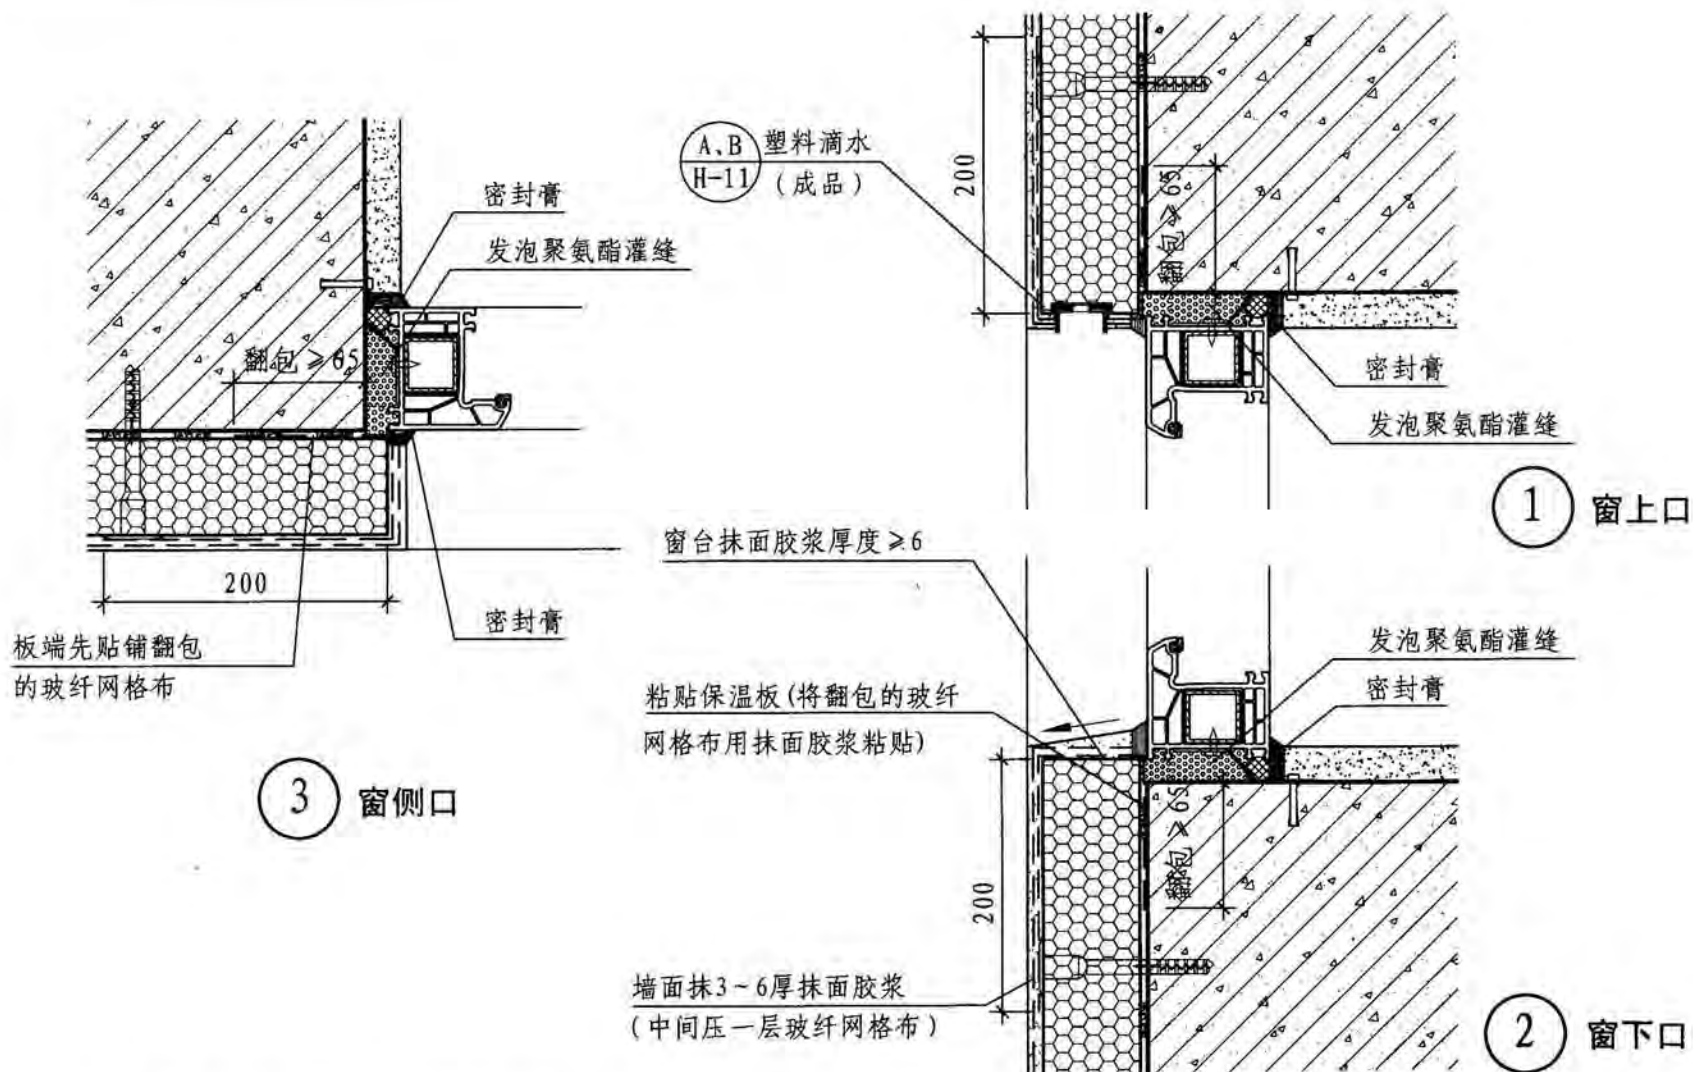 密封膏
发泡聚氨酯灌缝
翻包≥65
200
密封膏
板端先贴铺翻包
的玻纤网格布
3 窗侧口
A、B 塑料滴水
H-11 (成品)
200
翻包≥65
密封膏
发泡聚氨酯灌缝
1 窗上口
窗台抹面胶浆厚度≥6
发泡聚氨酯灌缝
密封膏
粘贴保温板(将翻包的玻纤
网格布用抹面胶浆粘贴)
翻包≥65
200
墙面抹3~6厚抹面胶浆
(中间压一层玻纤网格布)
2 窗下口